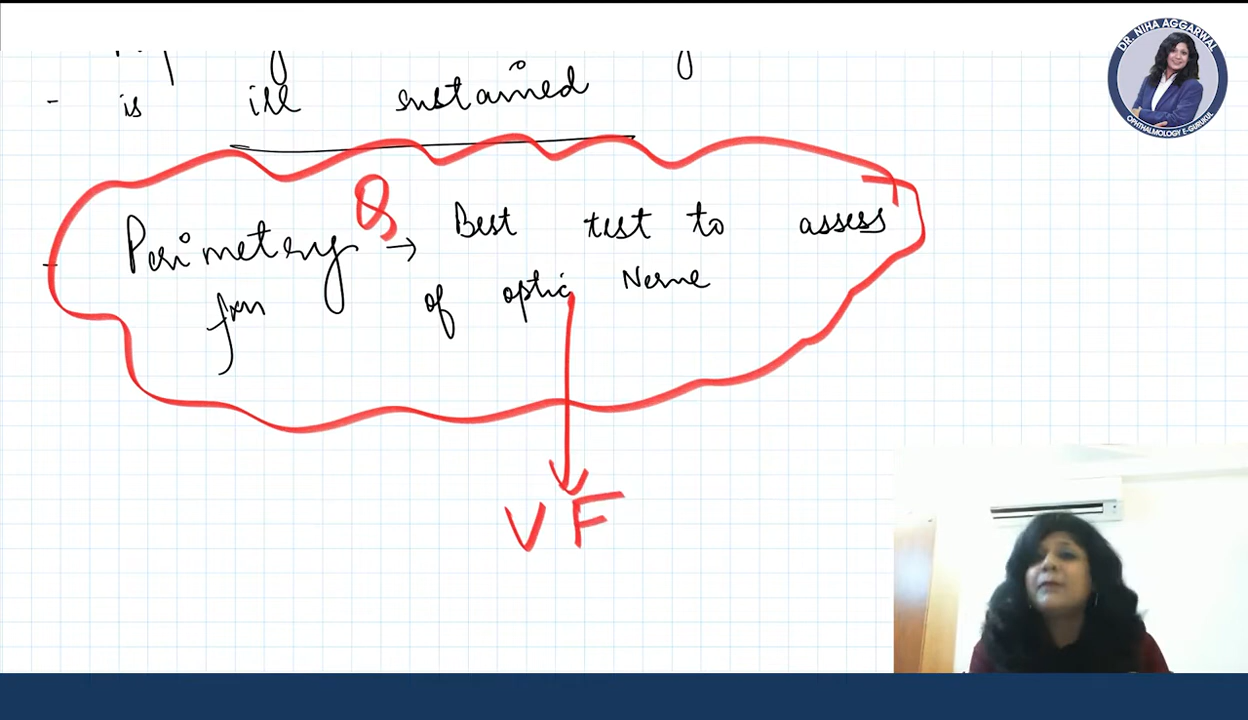 - is ill sustained
- Perimetry Q → Best test to assess
fxn of optic Nerve
VF
DR. NIHA AGGARWAL
OPHTHALMOLOGY E-GURUKUL